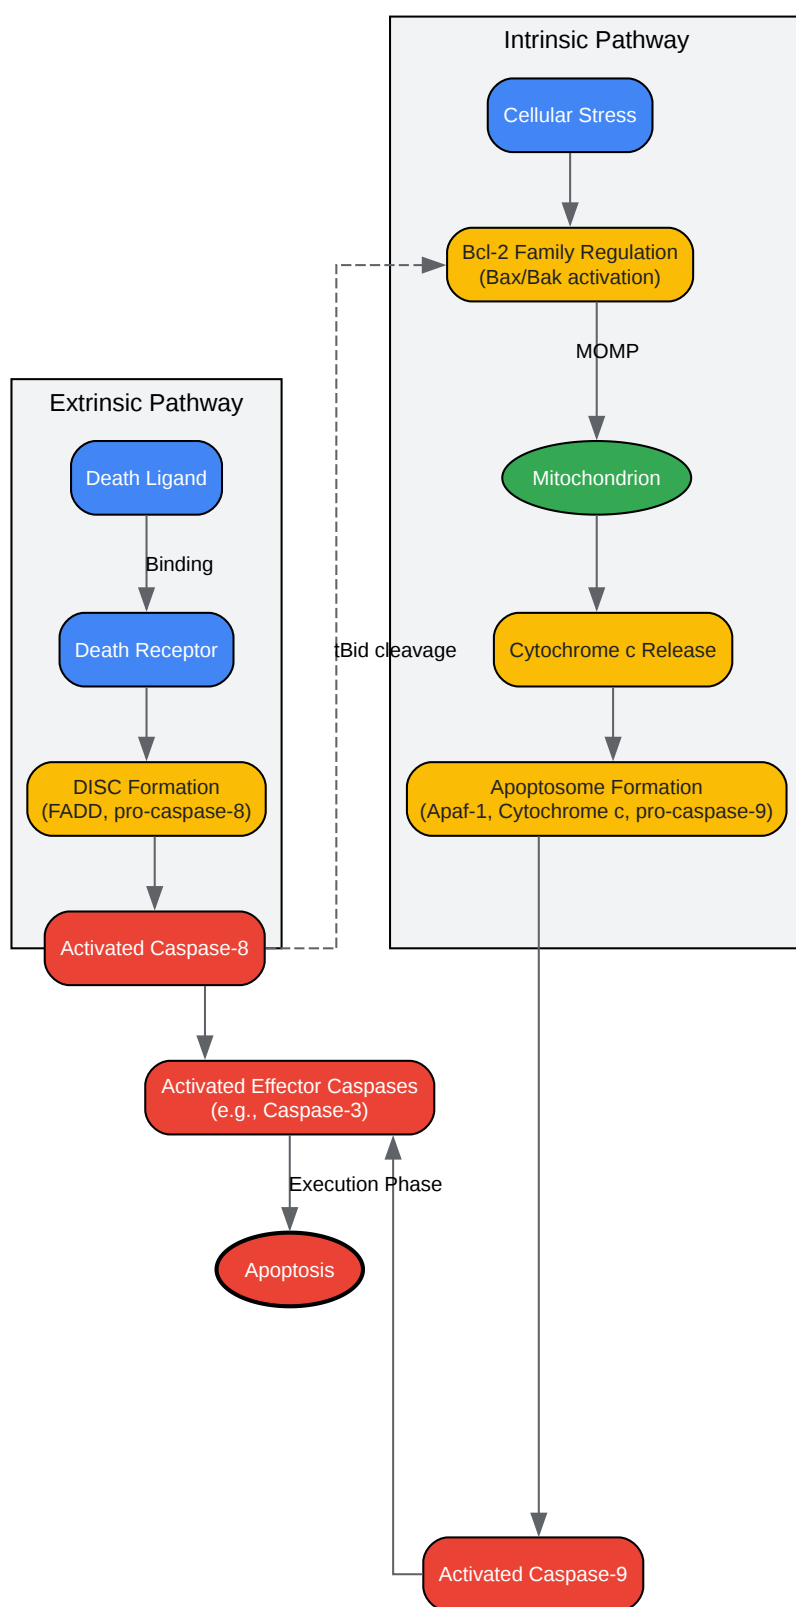 Intrinsic Pathway
Cellular Stress
Bcl-2 Family Regulation
(Bax/Bak activation)
MOMP
Mitochondrion
Cytochrome c Release
Apoptosome Formation
(Apaf-1, Cytochrome c, pro-caspase-9)
Extrinsic Pathway
Death Ligand
Binding
Death Receptor
tBid cleavage
DISC Formation
(FADD, pro-caspase-8)
Activated Caspase-8
Activated Effector Caspases
(e.g., Caspase-3)
Execution Phase
Apoptosis
Activated Caspase-9